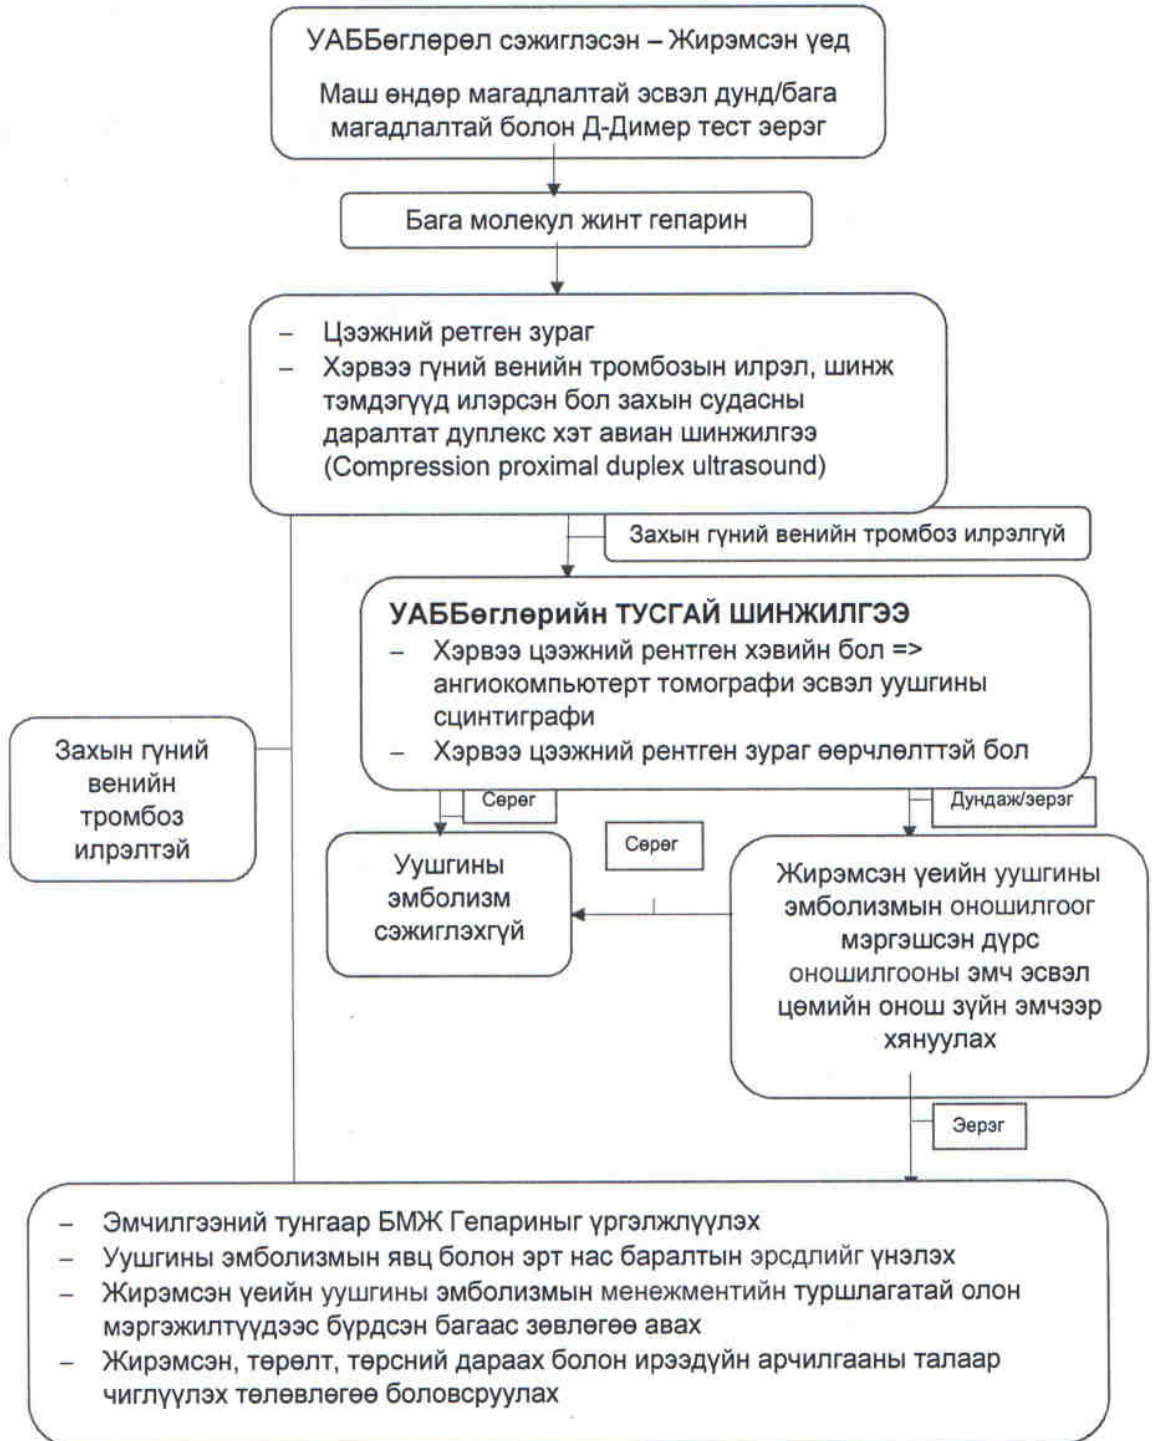 УАББөглөрөл сэжиглэсэн – Жирэмсэн үед
Маш өндөр магадлалтай эсвэл дунд/бага
магадлалтай болон Д-Димер тест эерэг
Бага молекул жинт гепарин
– Цээжний ретген зураг
– Хэрвээ гүний венийн тромбозын илрэл, шинж
тэмдэгүүд илэрсэн бол захын судасны
даралтат дуплекс хэт авиан шинжилгээ
(Compression proximal duplex ultrasound)
Захын гүний венийн тромбоз илрэлгүй
УАББөглөрийн ТУСГАЙ ШИНЖИЛГЭЭ
– Хэрвээ цээжний рентген хэвийн бол =>
ангиокомпьютерт томографи эсвэл уушгины
сцинтиграфи
– Хэрвээ цээжний рентген зураг өөрчлөлттэй бол
Захын гүний
венийн
тромбоз
илрэлтэй
Сөрөг
Дундаж/эерэг
Уушгины
эмболизм
сэжиглэхгүй
Сөрөг
Жирэмсэн үеийн уушгины
эмболизмын оношилгоог
мэргэшсэн дүрс
оношилгооны эмч эсвэл
цөмийн онош зүйн эмчээр
хянуулах
Эерэг
– Эмчилгээний тунгаар БМЖ Гепариныг үргэлжлүүлэх
– Уушгины эмболизмын явц болон эрт нас баралтын эрсдлийг үнэлэх
– Жирэмсэн үеийн уушгины эмболизмын менежментийн туршлагатай олон
мэргэжилтүүдээс бүрдсэн багаас зөвлөгөө авах
– Жирэмсэн, төрөлт, төрсний дараах болон ирээдүйн арчилгааны талаар
чиглүүлэх төлөвлөгөө боловсруулах